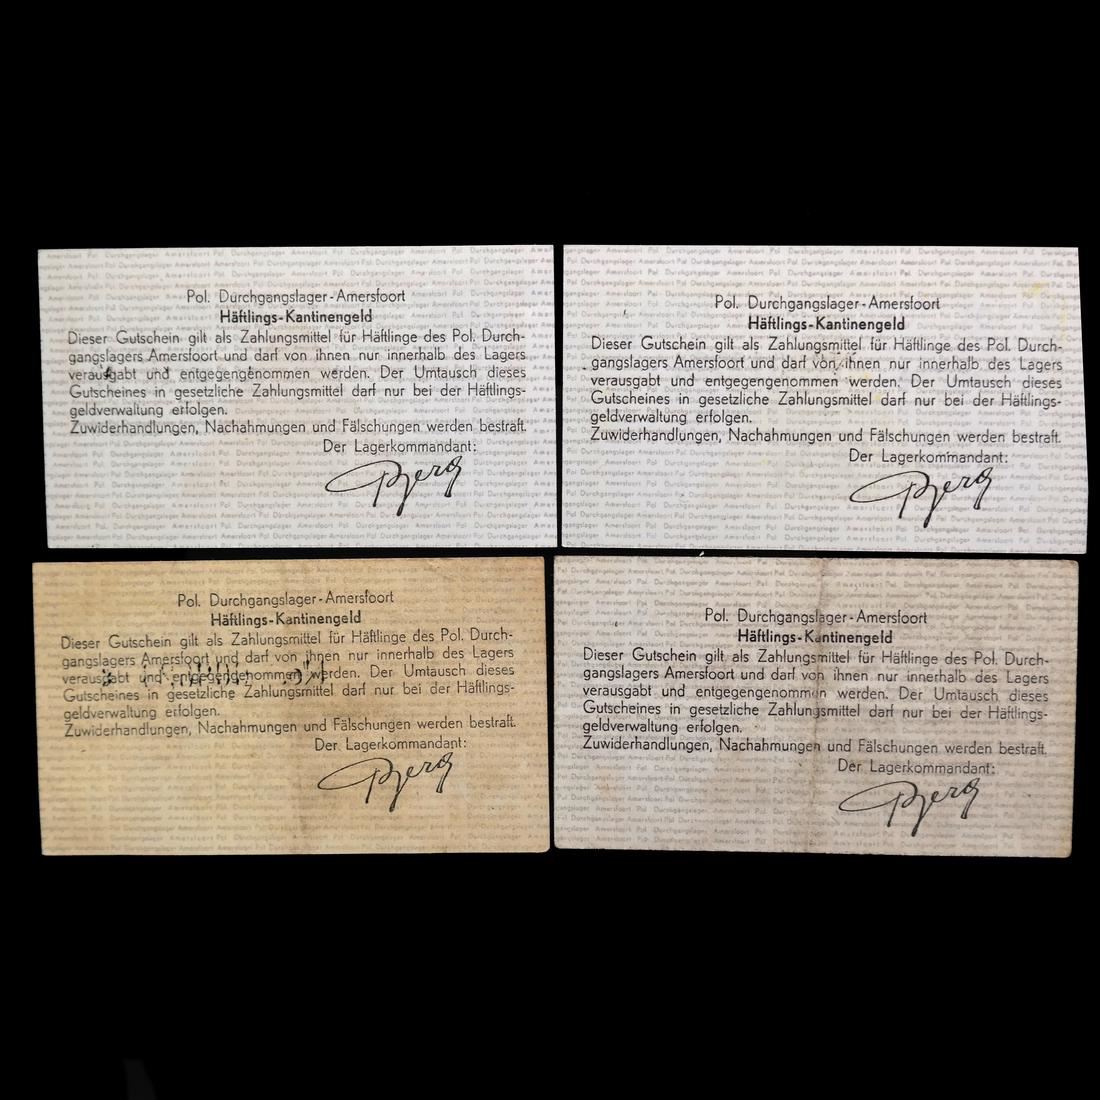 Pol. Durchgangslager-Amersfoort
Häftlings-Kantinengeld
Dieser Gutschein gilt als Zahlungsmittel für Häftlinge des Pol. Durch-
gangslagers Amersfoort und darf von ihnen nur innerhalb des Lagers
verausgabt und entgegengenommen werden. Der Umtausch dieses
Gutscheines in gesetzliche Zahlungsmittel darf nur bei der Häftlings-
geldverwaltung erfolgen.
Zuwiderhandlungen, Nachahmungen und Fälschungen werden bestraft.
Der Lagerkommandant:
Berg
Pol. Durchgangslager-Amersfoort
Häftlings-Kantinengeld
Dieser Gutschein gilt als Zahlungsmittel für Häftlinge des Pol. Durch-
gangslagers Amersfoort und darf von ihnen nur innerhalb des Lagers
verausgabt und entgegengenommen werden. Der Umtausch dieses
Gutscheines in gesetzliche Zahlungsmittel darf nur bei der Häftlings-
geldverwaltung erfolgen.
Zuwiderhandlungen, Nachahmungen und Fälschungen werden bestraft.
Der Lagerkommandant:
Berg
Pol. Durchgangslager-Amersfoort
Häftlings-Kantinengeld
Dieser Gutschein gilt als Zahlungsmittel für Häftlinge des Pol. Durch-
gangslagers Amersfoort und darf von ihnen nur innerhalb des Lagers
verausgabt und entgegengenommen werden. Der Umtausch dieses
Gutscheines in gesetzliche Zahlungsmittel darf nur bei der Häftlings-
geldverwaltung erfolgen.
Zuwiderhandlungen, Nachahmungen und Fälschungen werden bestraft.
Der Lagerkommandant:
Berg
Pol. Durchgangslager-Amersfoort
Häftlings-Kantinengeld
Dieser Gutschein gilt als Zahlungsmittel für Häftlinge des Pol. Durch-
gangslagers Amersfoort und darf von ihnen nur innerhalb des Lagers
verausgabt und entgegengenommen werden. Der Umtausch dieses
Gutscheines in gesetzliche Zahlungsmittel darf nur bei der Häftlings-
geldverwaltung erfolgen.
Zuwiderhandlungen, Nachahmungen und Fälschungen werden bestraft.
Der Lagerkommandant:
Berg